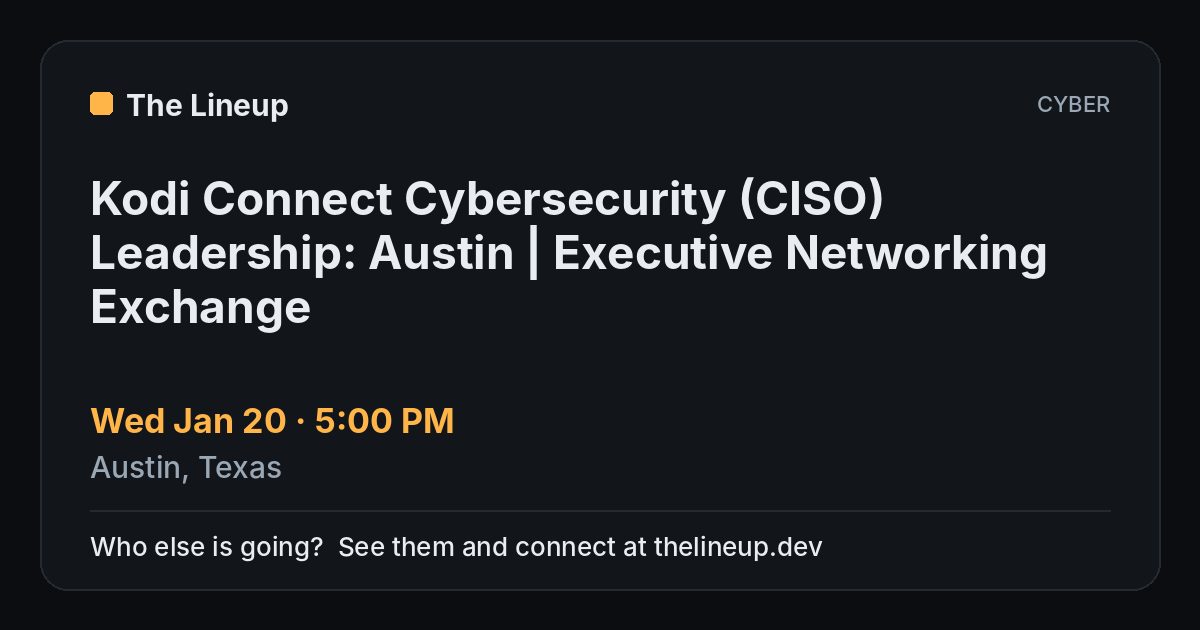 The Lineup
CYBER
Kodi Connect Cybersecurity (CISO)
Leadership: Austin | Executive Networking
Exchange
Wed Jan 20 · 5:00 PM
Austin, Texas
Who else is going? See them and connect at thelineup.dev